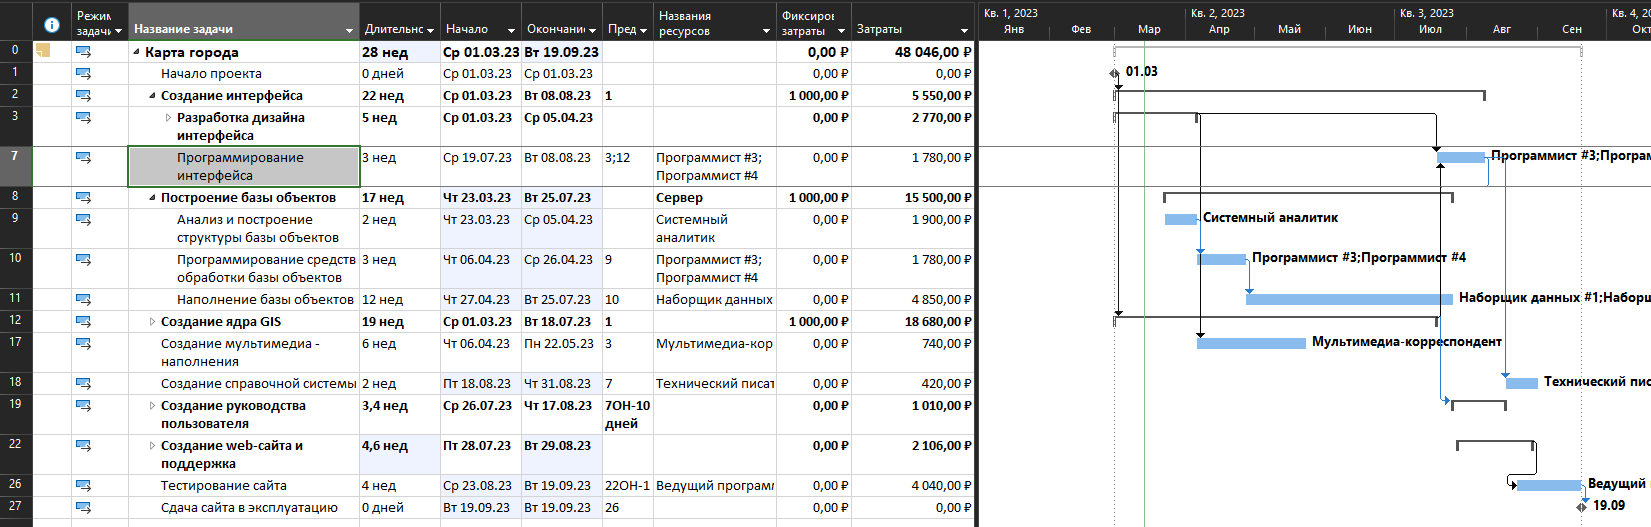 Режим задачи Название задачи Длительнс Начало Окончание Пред Названия ресурсов Фиксиров затраты Затраты
Кв. 1, 2023 Кв. 2, 2023 Кв. 3, 2023 Кв. 4, 2
Янв Фев Мар Апр Май Июн Июл Авг Сен Окт
0 Карта города 28 нед Ср 01.03.23 Вт 19.09.23 0,00 ₽ 48 046,00 ₽
1 Начало проекта 0 дней Ср 01.03.23 Ср 01.03.23 0,00 ₽ 0,00 ₽ 01.03
2 Создание интерфейса 22 нед Ср 01.03.23 Вт 08.08.23 1 1 000,00 ₽ 5 550,00 ₽
3 Разработка дизайна 5 нед Ср 01.03.23 Ср 05.04.23 0,00 ₽ 2 770,00 ₽
интерфейса
7 Программирование 3 нед Ср 19.07.23 Вт 08.08.23 3;12 Программист #3; 0,00 ₽ 1 780,00 ₽ Программист #3;Програм
интерфейса Программист #4
8 Построение базы объектов 17 нед Чт 23.03.23 Вт 25.07.23 Сервер 1 000,00 ₽ 15 500,00 ₽
9 Анализ и построение 2 нед Чт 23.03.23 Ср 05.04.23 Системный 0,00 ₽ 1 900,00 ₽ Системный аналитик
структуры базы объектов аналитик
10 Программирование средств 3 нед Чт 06.04.23 Ср 26.04.23 9 Программист #3; 0,00 ₽ 1 780,00 ₽ Программист #3;Программист #4
обработки базы объектов Программист #4
11 Наполнение базы объектов 12 нед Чт 27.04.23 Вт 25.07.23 10 Наборщик данных 0,00 ₽ 4 850,00 ₽ Наборщик данных #1;Наборщ
12 Создание ядра GIS 19 нед Ср 01.03.23 Вт 18.07.23 1 1 000,00 ₽ 18 680,00 ₽
17 Создание мультимедиа - 6 нед Чт 06.04.23 Пн 22.05.23 3 Мультимедиа-кор 0,00 ₽ 740,00 ₽ Мультимедиа-корреспондент
наполнения
18 Создание справочной системы 2 нед Пт 18.08.23 Чт 31.08.23 7 Технический писат 0,00 ₽ 420,00 ₽ Технический пис
19 Создание руководства 3,4 нед Ср 26.07.23 Чт 17.08.23 7ОН-10 0,00 ₽ 1 010,00 ₽
пользователя дней
22 Создание web-сайта и 4,6 нед Пт 28.07.23 Вт 29.08.23 0,00 ₽ 2 106,00 ₽
поддержка
26 Тестирование сайта 4 нед Ср 23.08.23 Вт 19.09.23 22ОН-1 Ведущий програм 0,00 ₽ 4 040,00 ₽ Ведущий
27 Сдача сайта в эксплуатацию 0 дней Вт 19.09.23 Вт 19.09.23 26 0,00 ₽ 0,00 ₽ 19.09